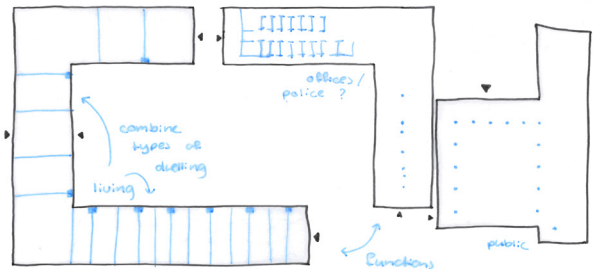 offices/
police ?
combine
types of
dwelling
living
functions
public